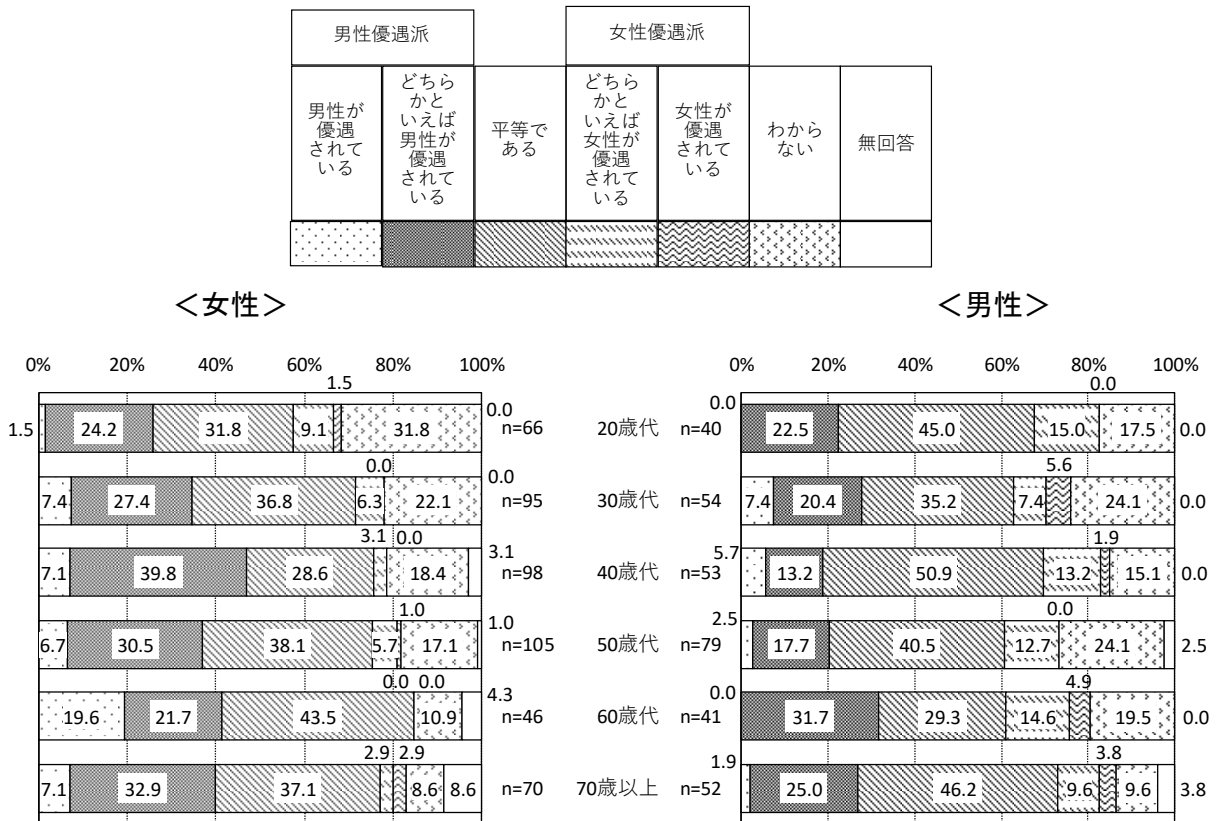 男性優遇派
女性優遇派
男性が
優遇
されて
いる
どちら
かと
いえば
男性が
優遇
されて
いる
平等で
ある
どちら
かと
いえば
女性が
優遇
されて
いる
女性が
優遇
されて
いる
わから
ない
無回答
＜女性＞
＜男性＞
0% 20% 40% 60% 80% 100%
0% 20% 40% 60% 80% 100%
1.5 0.0
1.5 24.2 31.8 9.1 31.8 0.0 n=66 20歳代 n=40 0.0 22.5 45.0 15.0 17.5 0.0
0.0 5.6
7.4 27.4 36.8 6.3 22.1 0.0 n=95 30歳代 n=54 7.4 20.4 35.2 7.4 24.1 0.0
3.1 0.0 1.9
7.1 39.8 28.6 18.4 3.1 n=98 40歳代 n=53 5.7 13.2 50.9 13.2 15.1 0.0
1.0 0.0
6.7 30.5 38.1 5.7 17.1 1.0 n=105 50歳代 n=79 2.5 17.7 40.5 12.7 24.1 2.5
0.0 0.0 4.9
19.6 21.7 43.5 10.9 4.3 n=46 60歳代 n=41 0.0 31.7 29.3 14.6 19.5 0.0
2.9 2.9 3.8
7.1 32.9 37.1 8.6 8.6 n=70 70歳以上 n=52 1.9 25.0 46.2 9.6 9.6 3.8